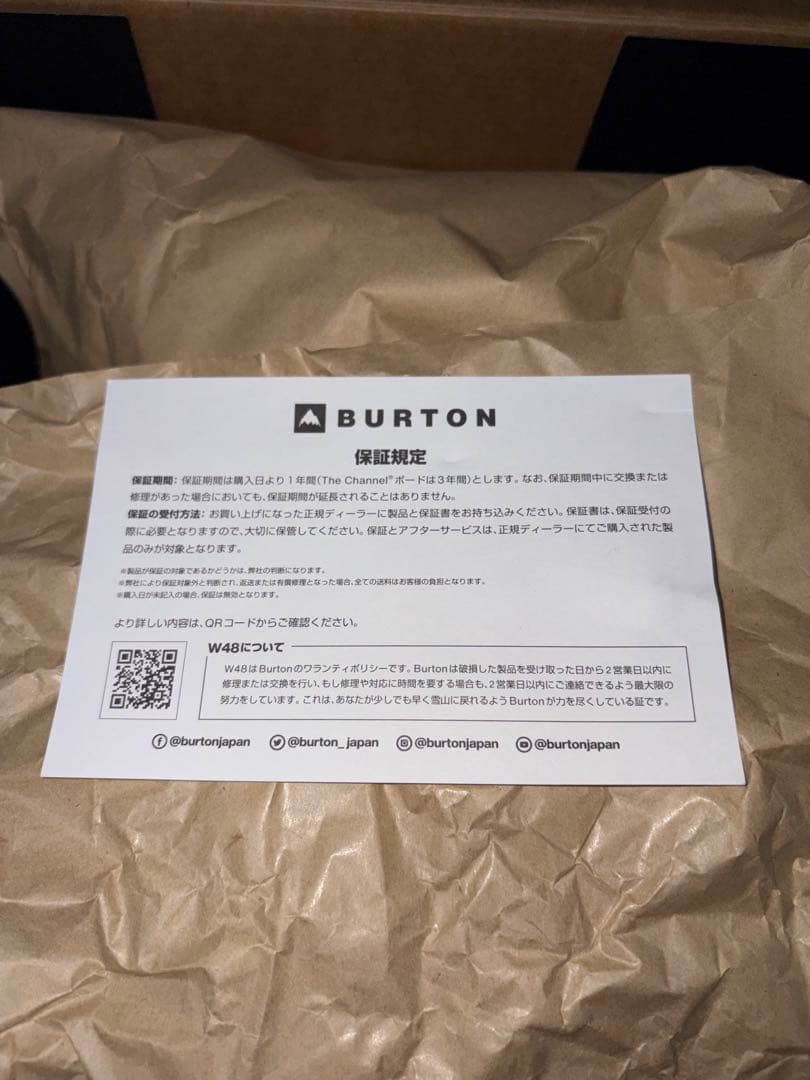 BURTON
保証規定
保証期間： 保証期間は購入日より1年間(The Channel®ボードは3年間)とします。なお、保証期間中に交換または
修理があった場合においても、保証期間が延長されることはありません。
保証の受付方法： お買い上げになった正規ディーラーに製品と保証書をお持ち込みください。保証書は、保証受付の
際に必要となりますので、大切に保管してください。保証とアフターサービスは、正規ディーラーにてご購入された製
品のみが対象となります。
※製品が保証の対象であるかどうかは、弊社の判断になります。
※弊社により保証対象外と判断され、返送または有償修理となった場合、全ての送料はお客様の負担となります。
※購入日が未記入の場合、保証は無効となります。
より詳しい内容は、QRコードからご確認ください。
W48について
W48はBurtonのワランティポリシーです。Burtonは破損した製品を受け取った日から2営業日以内に
修理または交換を行い、もし修理や対応に時間を要する場合も、2営業日以内にご連絡できるよう最大限の
努力をしています。これは、あなたが少しでも早く雪山に戻れるようBurtonが力を尽くしている証です。
@burtonjapan @burton_japan @burtonjapan @burtonjapan